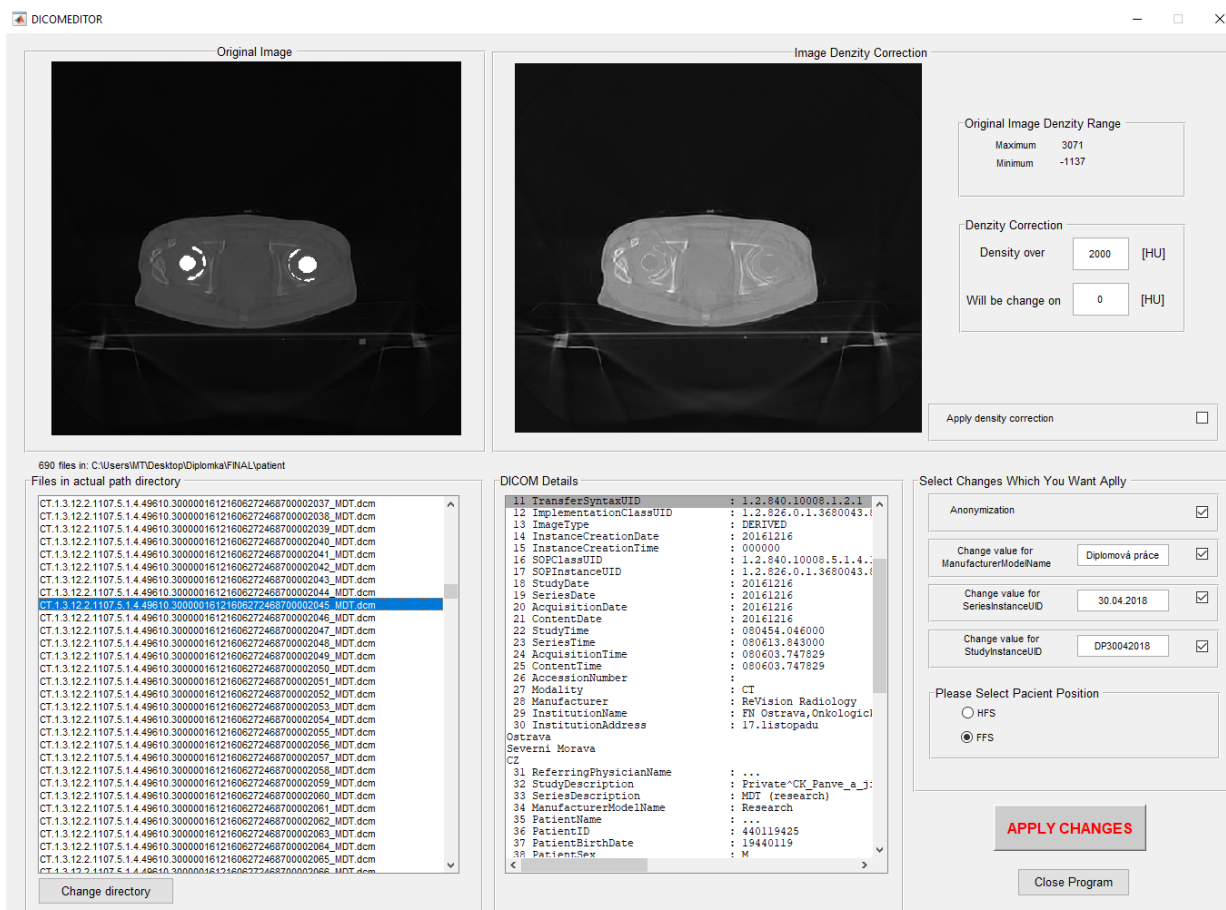 DICOMEDITOR
Original Image
Image Denzity Correction
Original Image Denzity Range
Maximum 3071
Minimum -1137
Denzity Correction
Density over 2000 [HU]
Will be change on 0 [HU]
Apply density correction
690 files in: C:\Users\MT\Desktop\Diplomka\FINAL\patient
Files in actual path directory
CT.1.3.12.2.1107.5.1.4.49610.30000016121606272468700002037_MDT.dcm
CT.1.3.12.2.1107.5.1.4.49610.30000016121606272468700002038_MDT.dcm
CT.1.3.12.2.1107.5.1.4.49610.30000016121606272468700002039_MDT.dcm
CT.1.3.12.2.1107.5.1.4.49610.30000016121606272468700002040_MDT.dcm
CT.1.3.12.2.1107.5.1.4.49610.30000016121606272468700002041_MDT.dcm
CT.1.3.12.2.1107.5.1.4.49610.30000016121606272468700002042_MDT.dcm
CT.1.3.12.2.1107.5.1.4.49610.30000016121606272468700002043_MDT.dcm
CT.1.3.12.2.1107.5.1.4.49610.30000016121606272468700002044_MDT.dcm
CT.1.3.12.2.1107.5.1.4.49610.30000016121606272468700002045_MDT.dcm
CT.1.3.12.2.1107.5.1.4.49610.30000016121606272468700002046_MDT.dcm
CT.1.3.12.2.1107.5.1.4.49610.30000016121606272468700002047_MDT.dcm
CT.1.3.12.2.1107.5.1.4.49610.30000016121606272468700002048_MDT.dcm
CT.1.3.12.2.1107.5.1.4.49610.30000016121606272468700002049_MDT.dcm
CT.1.3.12.2.1107.5.1.4.49610.30000016121606272468700002050_MDT.dcm
CT.1.3.12.2.1107.5.1.4.49610.30000016121606272468700002051_MDT.dcm
CT.1.3.12.2.1107.5.1.4.49610.30000016121606272468700002052_MDT.dcm
CT.1.3.12.2.1107.5.1.4.49610.30000016121606272468700002053_MDT.dcm
CT.1.3.12.2.1107.5.1.4.49610.30000016121606272468700002054_MDT.dcm
CT.1.3.12.2.1107.5.1.4.49610.30000016121606272468700002055_MDT.dcm
CT.1.3.12.2.1107.5.1.4.49610.30000016121606272468700002056_MDT.dcm
CT.1.3.12.2.1107.5.1.4.49610.30000016121606272468700002057_MDT.dcm
CT.1.3.12.2.1107.5.1.4.49610.30000016121606272468700002058_MDT.dcm
CT.1.3.12.2.1107.5.1.4.49610.30000016121606272468700002059_MDT.dcm
CT.1.3.12.2.1107.5.1.4.49610.30000016121606272468700002060_MDT.dcm
CT.1.3.12.2.1107.5.1.4.49610.30000016121606272468700002061_MDT.dcm
CT.1.3.12.2.1107.5.1.4.49610.30000016121606272468700002062_MDT.dcm
CT.1.3.12.2.1107.5.1.4.49610.30000016121606272468700002063_MDT.dcm
CT.1.3.12.2.1107.5.1.4.49610.30000016121606272468700002064_MDT.dcm
CT.1.3.12.2.1107.5.1.4.49610.30000016121606272468700002065_MDT.dcm
CT.1.3.12.2.1107.5.1.4.49610.30000016121606272468700002066_MDT.dcm
Change directory
DICOM Details
11 TransferSyntaxUID : 1.2.840.10008.1.2.1
12 ImplementationClassUID : 1.2.826.0.1.3680043.8
13 ImageType : DERIVED
14 InstanceCreationDate : 20161216
15 InstanceCreationTime : 000000
16 SOPClassUID : 1.2.840.10008.5.1.4.
17 SOPInstanceUID : 1.2.826.0.1.3680043.8
18 StudyDate : 20161216
19 SeriesDate : 20161216
20 AcquisitionDate : 20161216
21 ContentDate : 20161216
22 StudyTime : 080454.046000
23 SeriesTime : 080613.843000
24 AcquisitionTime : 080603.747829
25 ContentTime : 080603.747829
26 AccessionNumber :
27 Modality : CT
28 Manufacturer : ReVision Radiology
29 InstitutionName : FN Ostrava,Onkologick
30 InstitutionAddress : 17.listopadu
Ostrava
Severni Morava
CZ
31 ReferringPhysicianName : ...
32 StudyDescription : Private^CK_Panve_a_j
33 SeriesDescription : MDT (research)
34 ManufacturerModelName : Research
35 PatientName : ...
36 PatientID : 440119425
37 PatientBirthDate : 19440119
38 PatientSex : M
Select Changes Which You Want Aplly
Anonymization
Change value for
ManufacturerModelName
Diplomová práce
Change value for
SeriesInstanceUID
30.04.2018
Change value for
StudyInstanceUID
DP30042018
Please Select Pacient Position
HFS
FFS
APPLY CHANGES
Close Program